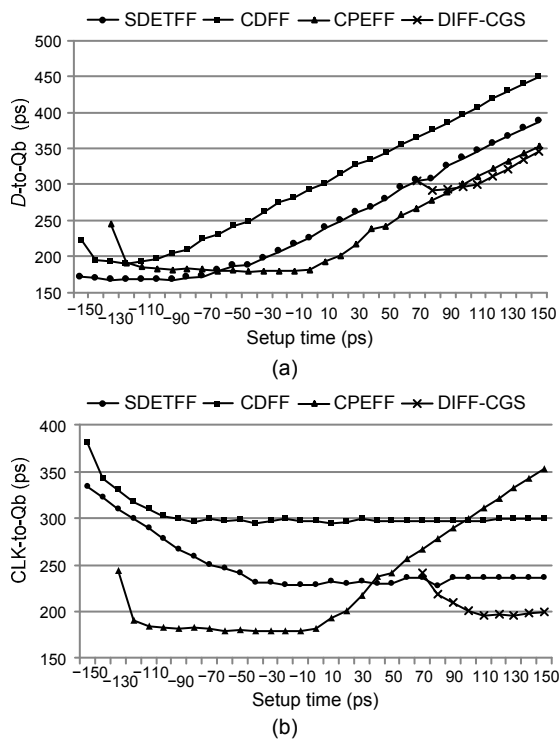 SDETFF CDFF CPEFF DIFF-CGS
500
450
400
350
300
250
200
150
D-to-Qb (ps)
−150 −130 −110 −90 −70 −50 −30 −10 10 30 50 70 90 110 130 150
Setup time (ps)
(a)
SDETFF CDFF CPEFF DIFF-CGS
400
350
300
250
200
150
CLK-to-Qb (ps)
−150 −130 −110 −90 −70 −50 −30 −10 10 30 50 70 90 110 130 150
Setup time (ps)
(b)